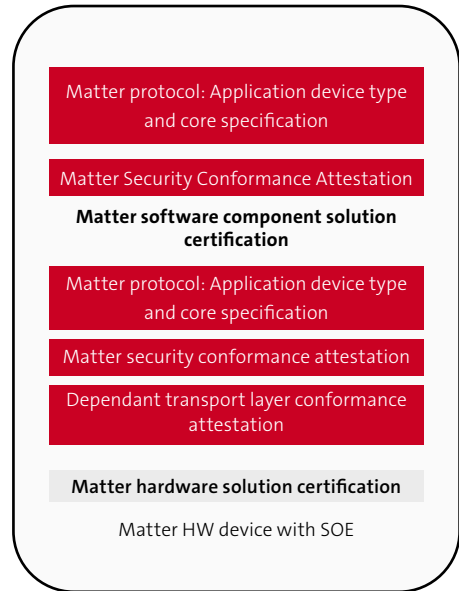 Matter protocol: Application device type
and core specification
Matter Security Conformance Attestation
Matter software component solution
certification
Matter protocol: Application device type
and core specification
Matter security conformance attestation
Dependant transport layer conformance
attestation
Matter hardware solution certification
Matter HW device with SOE